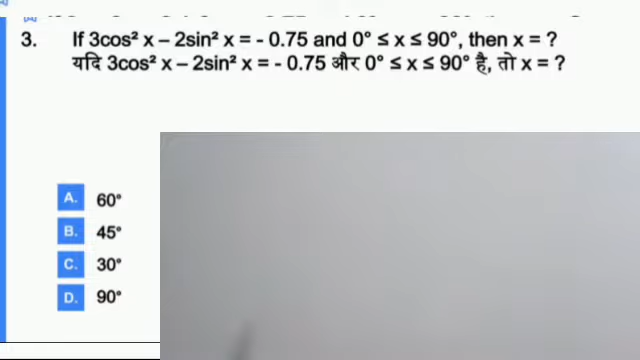 3. If 3cos² x – 2sin² x = - 0.75 and 0° ≤ x ≤ 90°, then x = ?
यदि 3cos² x – 2sin² x = - 0.75 और 0° ≤ x ≤ 90° है, तो x = ?
A. 60°
B. 45°
C. 30°
D. 90°